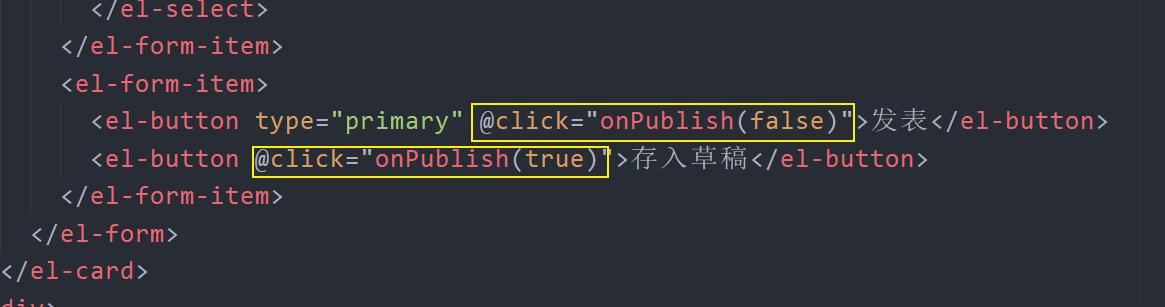 </el-select>
</el-form-item>
<el-form-item>
<el-button type="primary" @click="onPublish(false)">发表</el-button>
<el-button @click="onPublish(true)">存入草稿</el-button>
</el-form-item>
</el-form>
</el-card>
div>